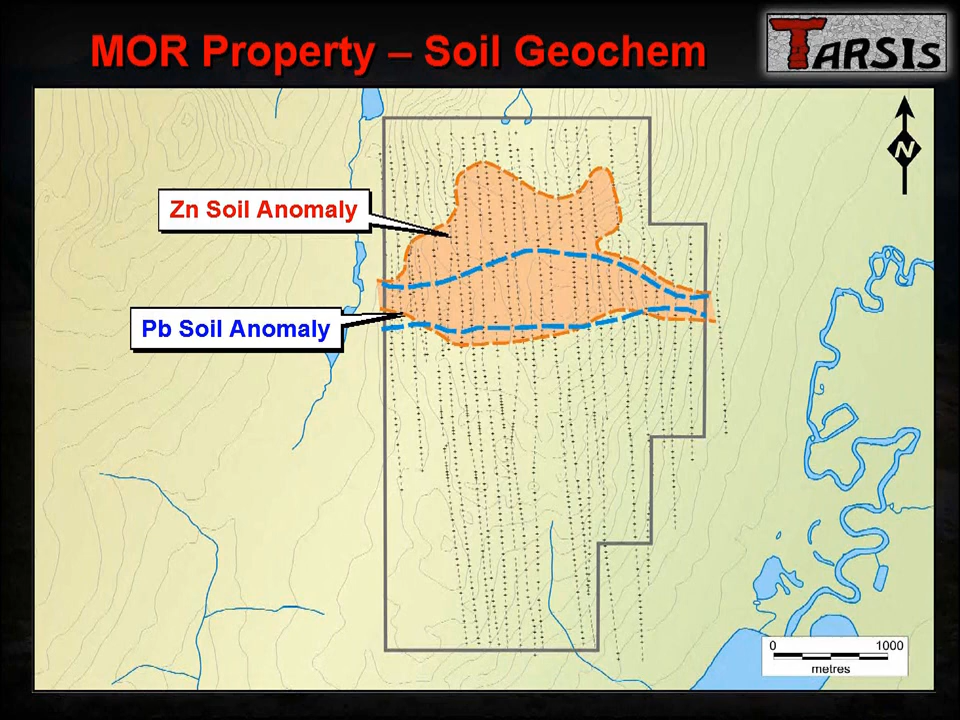 MOR Property – Soil Geochem
TARSIS
N
Zn Soil Anomaly
Pb Soil Anomaly
0 1000
metres